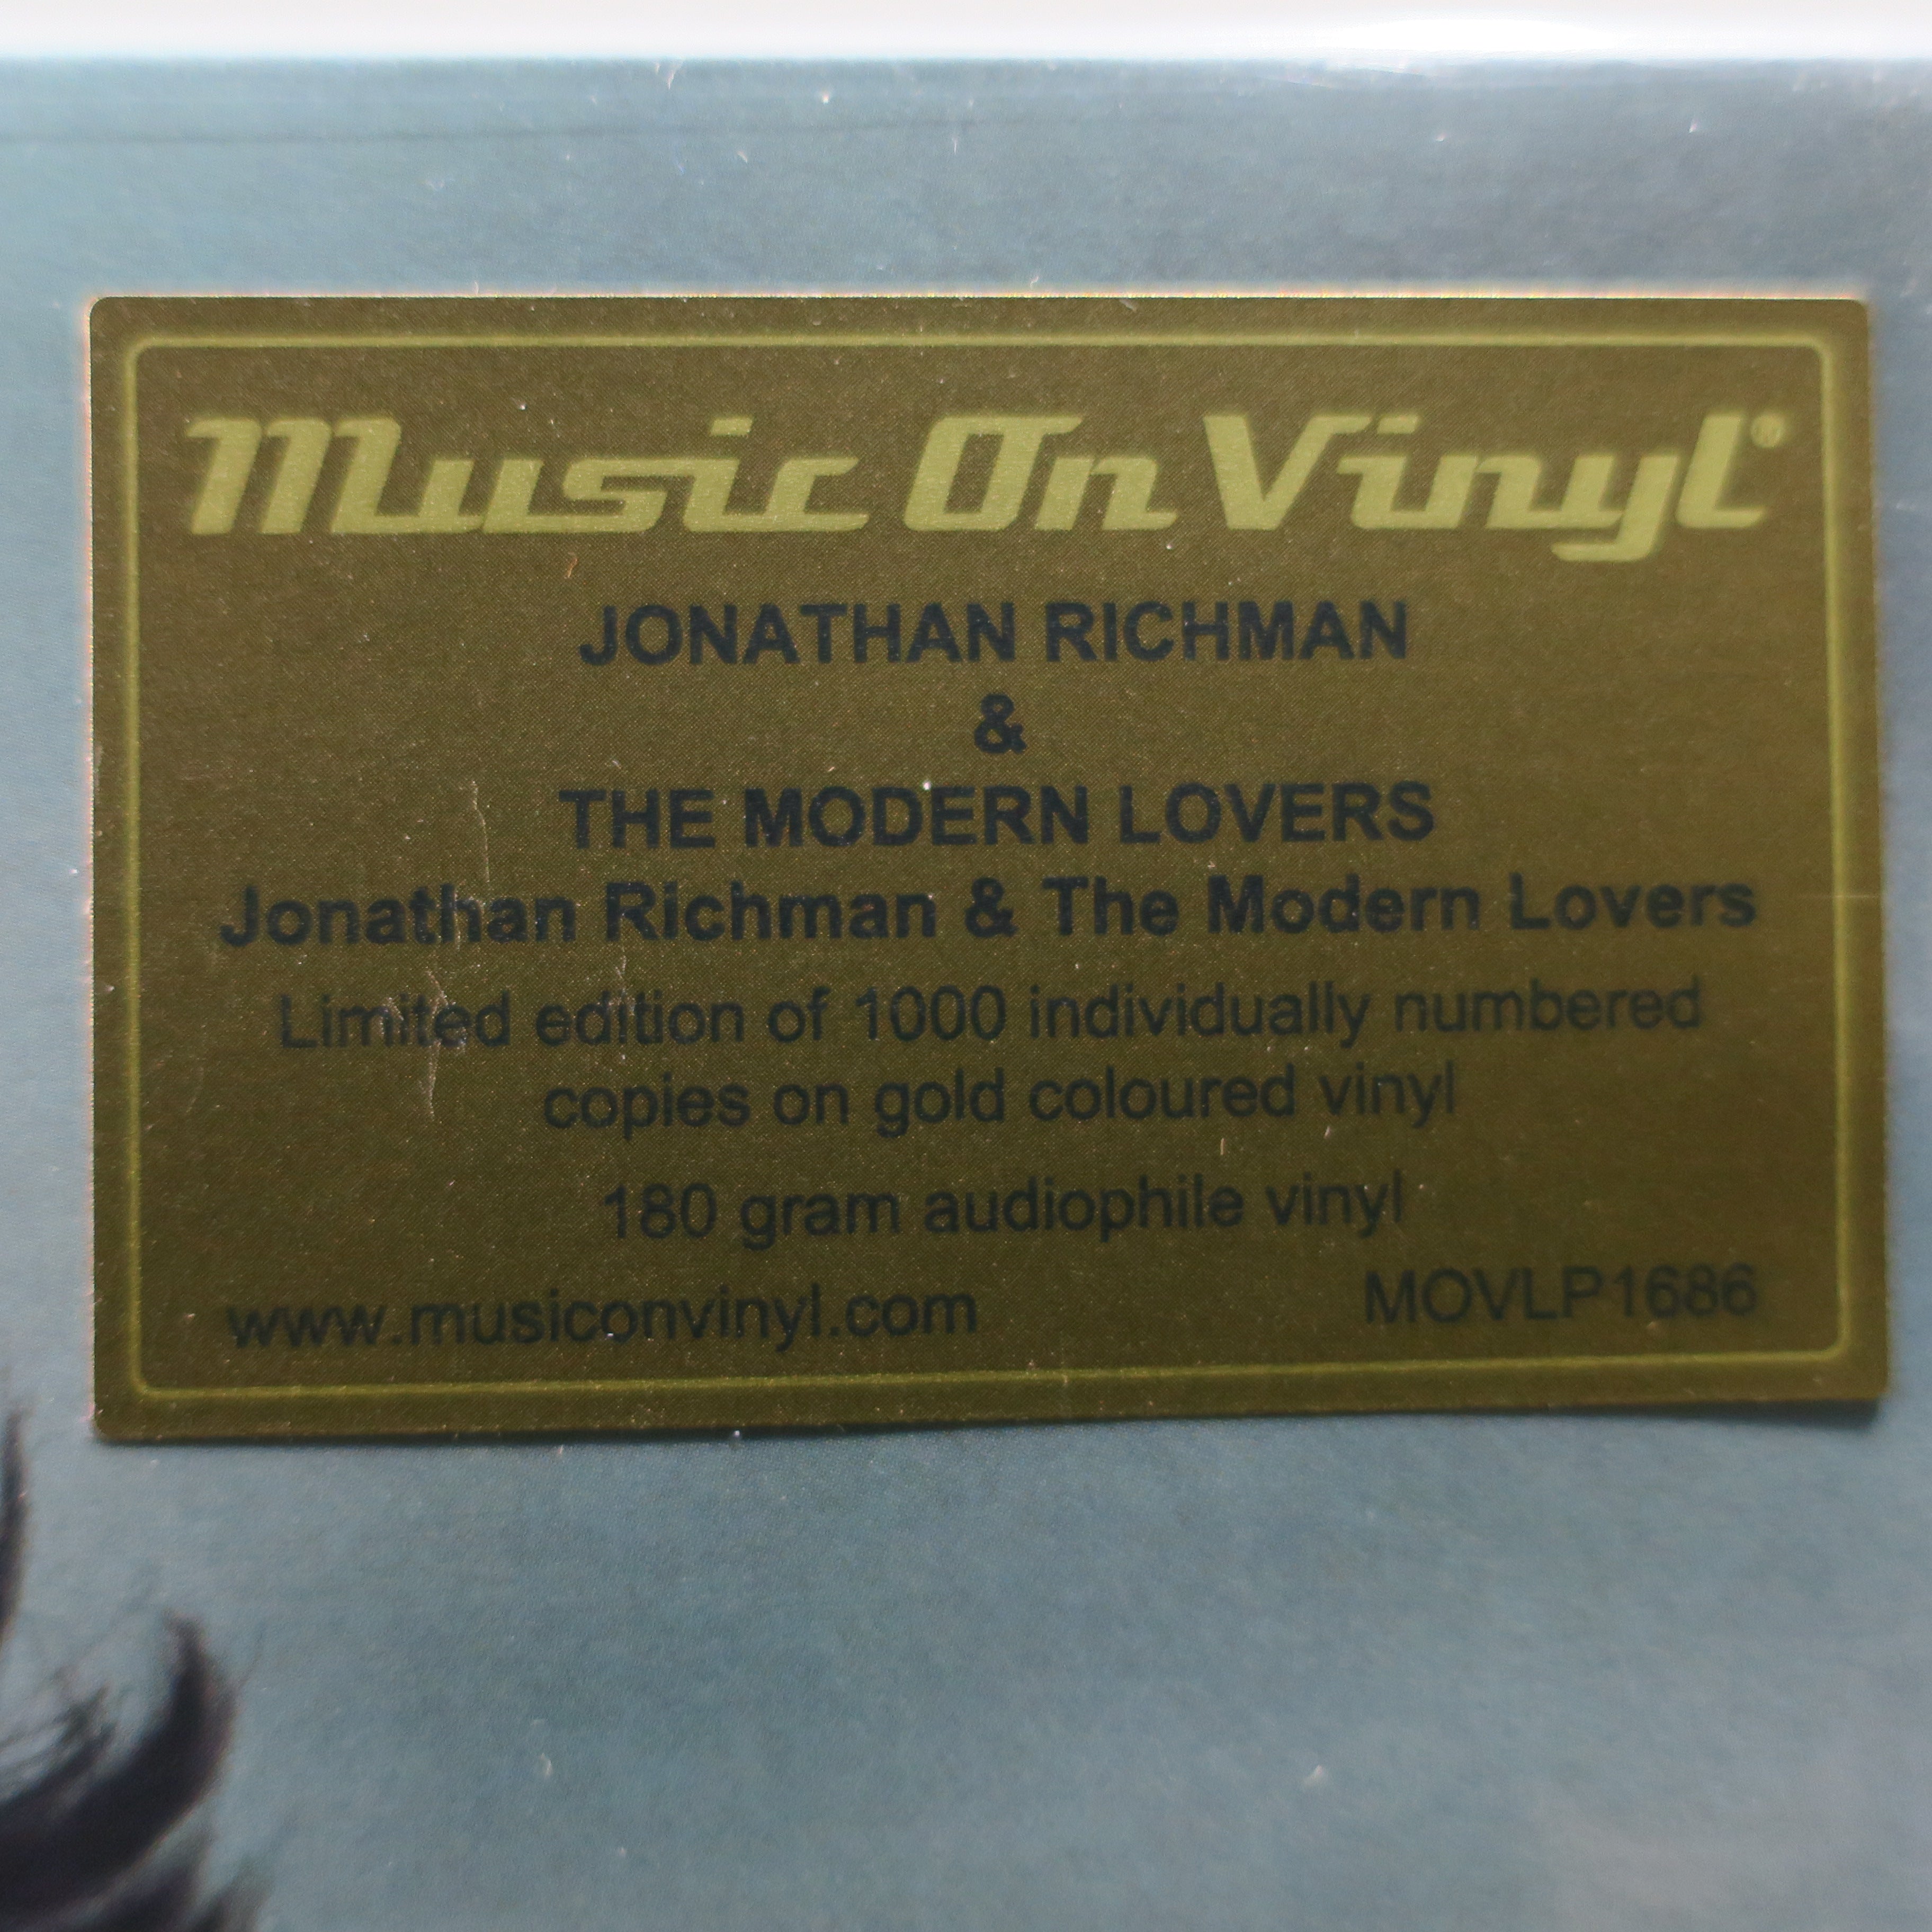 Music On Vinyl®
JONATHAN RICHMAN
&
THE MODERN LOVERS
Jonathan Richman & The Modern Lovers
Limited edition of 1000 individually numbered
copies on gold coloured vinyl
180 gram audiophile vinyl
www.musiconvinyl.com MOVLP1686